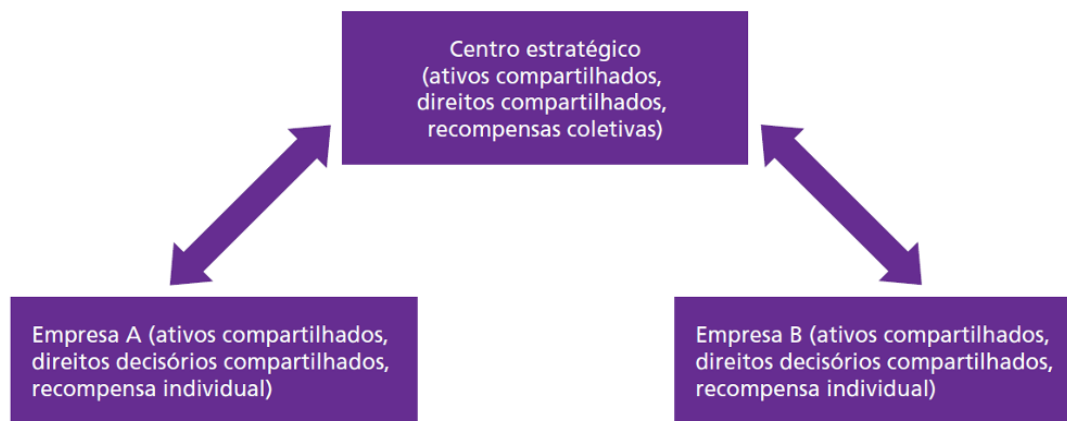 Centro estratégico
(ativos compartilhados,
direitos compartilhados,
recompensas coletivas)
Empresa A (ativos compartilhados,
direitos decisórios compartilhados,
recompensa individual)
Empresa B (ativos compartilhados,
direitos decisórios compartilhados,
recompensa individual)